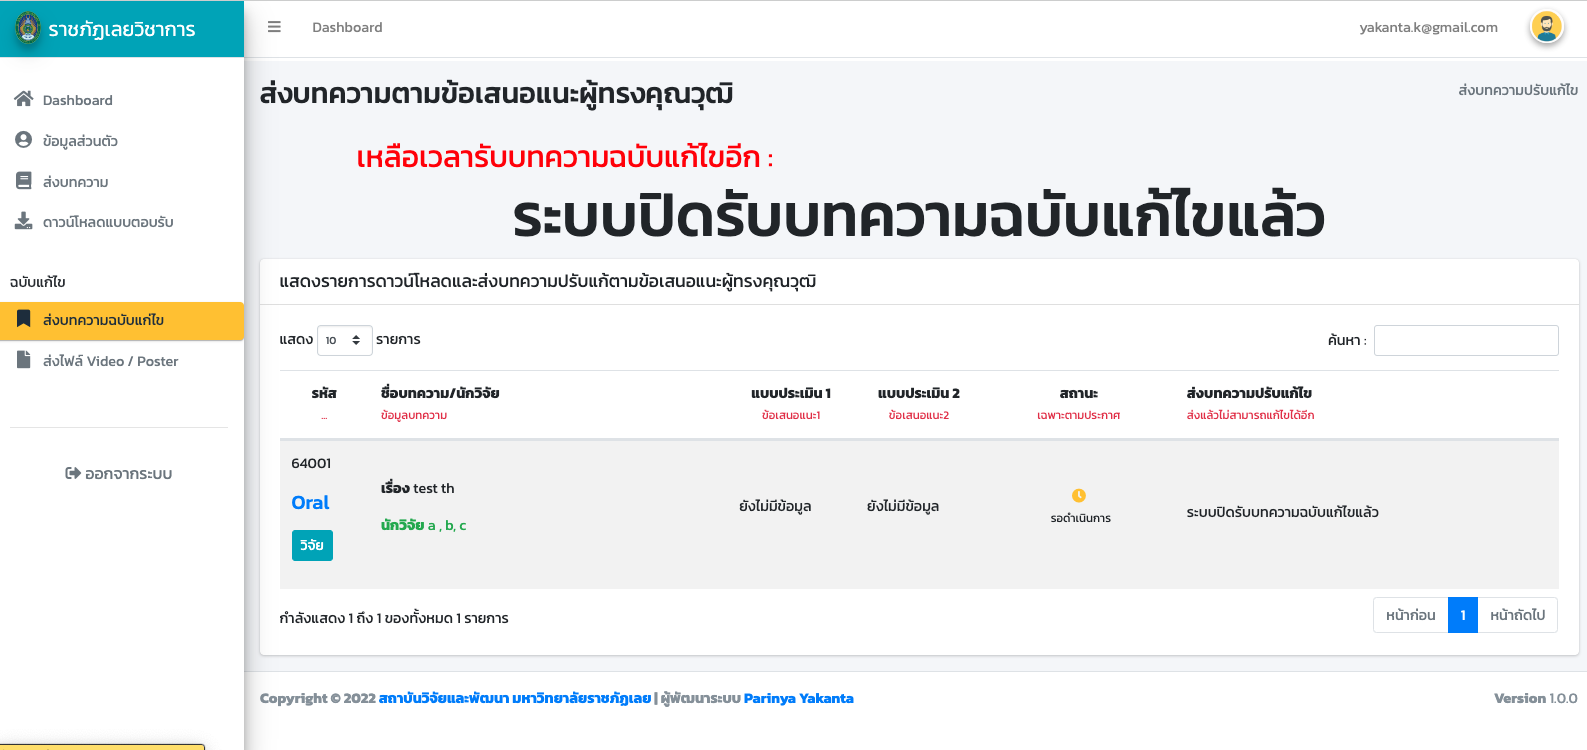 ราชภัฏเลยวิชาการ
Dashboard
yakanta.k@gmail.com
Dashboard
ข้อมูลส่วนตัว
ส่งบทความ
ดาวน์โหลดแบบตอบรับ
ฉบับแก้ไข
ส่งบทความฉบับแก้ไข
ส่งไฟล์ Video / Poster
ออกจากระบบ
ส่งบทความตามข้อเสนอแนะผู้ทรงคุณวุฒิ
ส่งบทความปรับแก้ไข
เหลือเวลารับบทความฉบับแก้ไขอีก :
ระบบปิดรับบทความฉบับแก้ไขแล้ว
แสดงรายการดาวน์โหลดและส่งบทความปรับแก้ตามข้อเสนอแนะผู้ทรงคุณวุฒิ
แสดง 10 รายการ
ค้นหา :
รหัส ชื่อบทความ/นักวิจัย แบบประเมิน 1 แบบประเมิน 2 สถานะ ส่งบทความปรับแก้ไข
... ข้อมูลบทความ ข้อเสนอแนะ1 ข้อเสนอแนะ2 เฉพาะตามประกาศ ส่งแล้วไม่สามารถแก้ไขได้อีก
64001
Oral
วิจัย
เรื่อง test th
นักวิจัย a , b, c
ยังไม่มีข้อมูล
ยังไม่มีข้อมูล
รอดำเนินการ
ระบบปิดรับบทความฉบับแก้ไขแล้ว
กำลังแสดง 1 ถึง 1 ของทั้งหมด 1 รายการ
หน้าก่อน 1 หน้าถัดไป
Copyright © 2022 สถาบันวิจัยและพัฒนา มหาวิทยาลัยราชภัฏเลย | ผู้พัฒนาระบบ Parinya Yakanta
Version 1.0.0